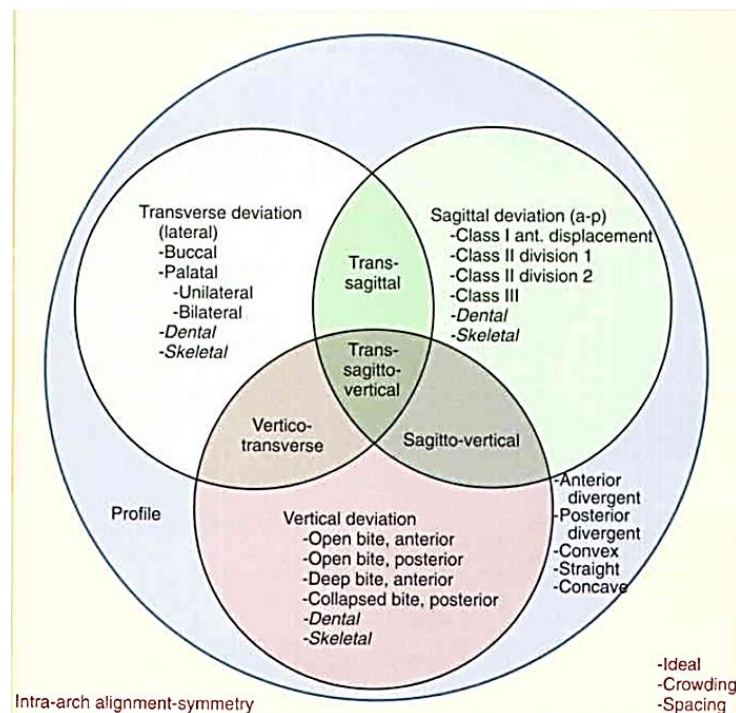 Transverse deviation
(lateral)
-Buccal
-Palatal
-Unilateral
-Bilateral
-Dental
-Skeletal
Trans-
sagittal
Sagittal deviation (a-p)
-Class I ant. displacement
-Class II division 1
-Class II division 2
-Class III
-Dental
-Skeletal
Trans-
sagitto-
vertical
Vertico-
transverse
Sagitto-vertical
Profile
-Anterior
divergent
-Posterior
divergent
-Convex
-Straight
-Concave
Vertical deviation
-Open bite, anterior
-Open bite, posterior
-Deep bite, anterior
-Collapsed bite, posterior
-Dental
-Skeletal
Intra-arch alignment-symmetry
-Ideal
-Crowding
-Spacing